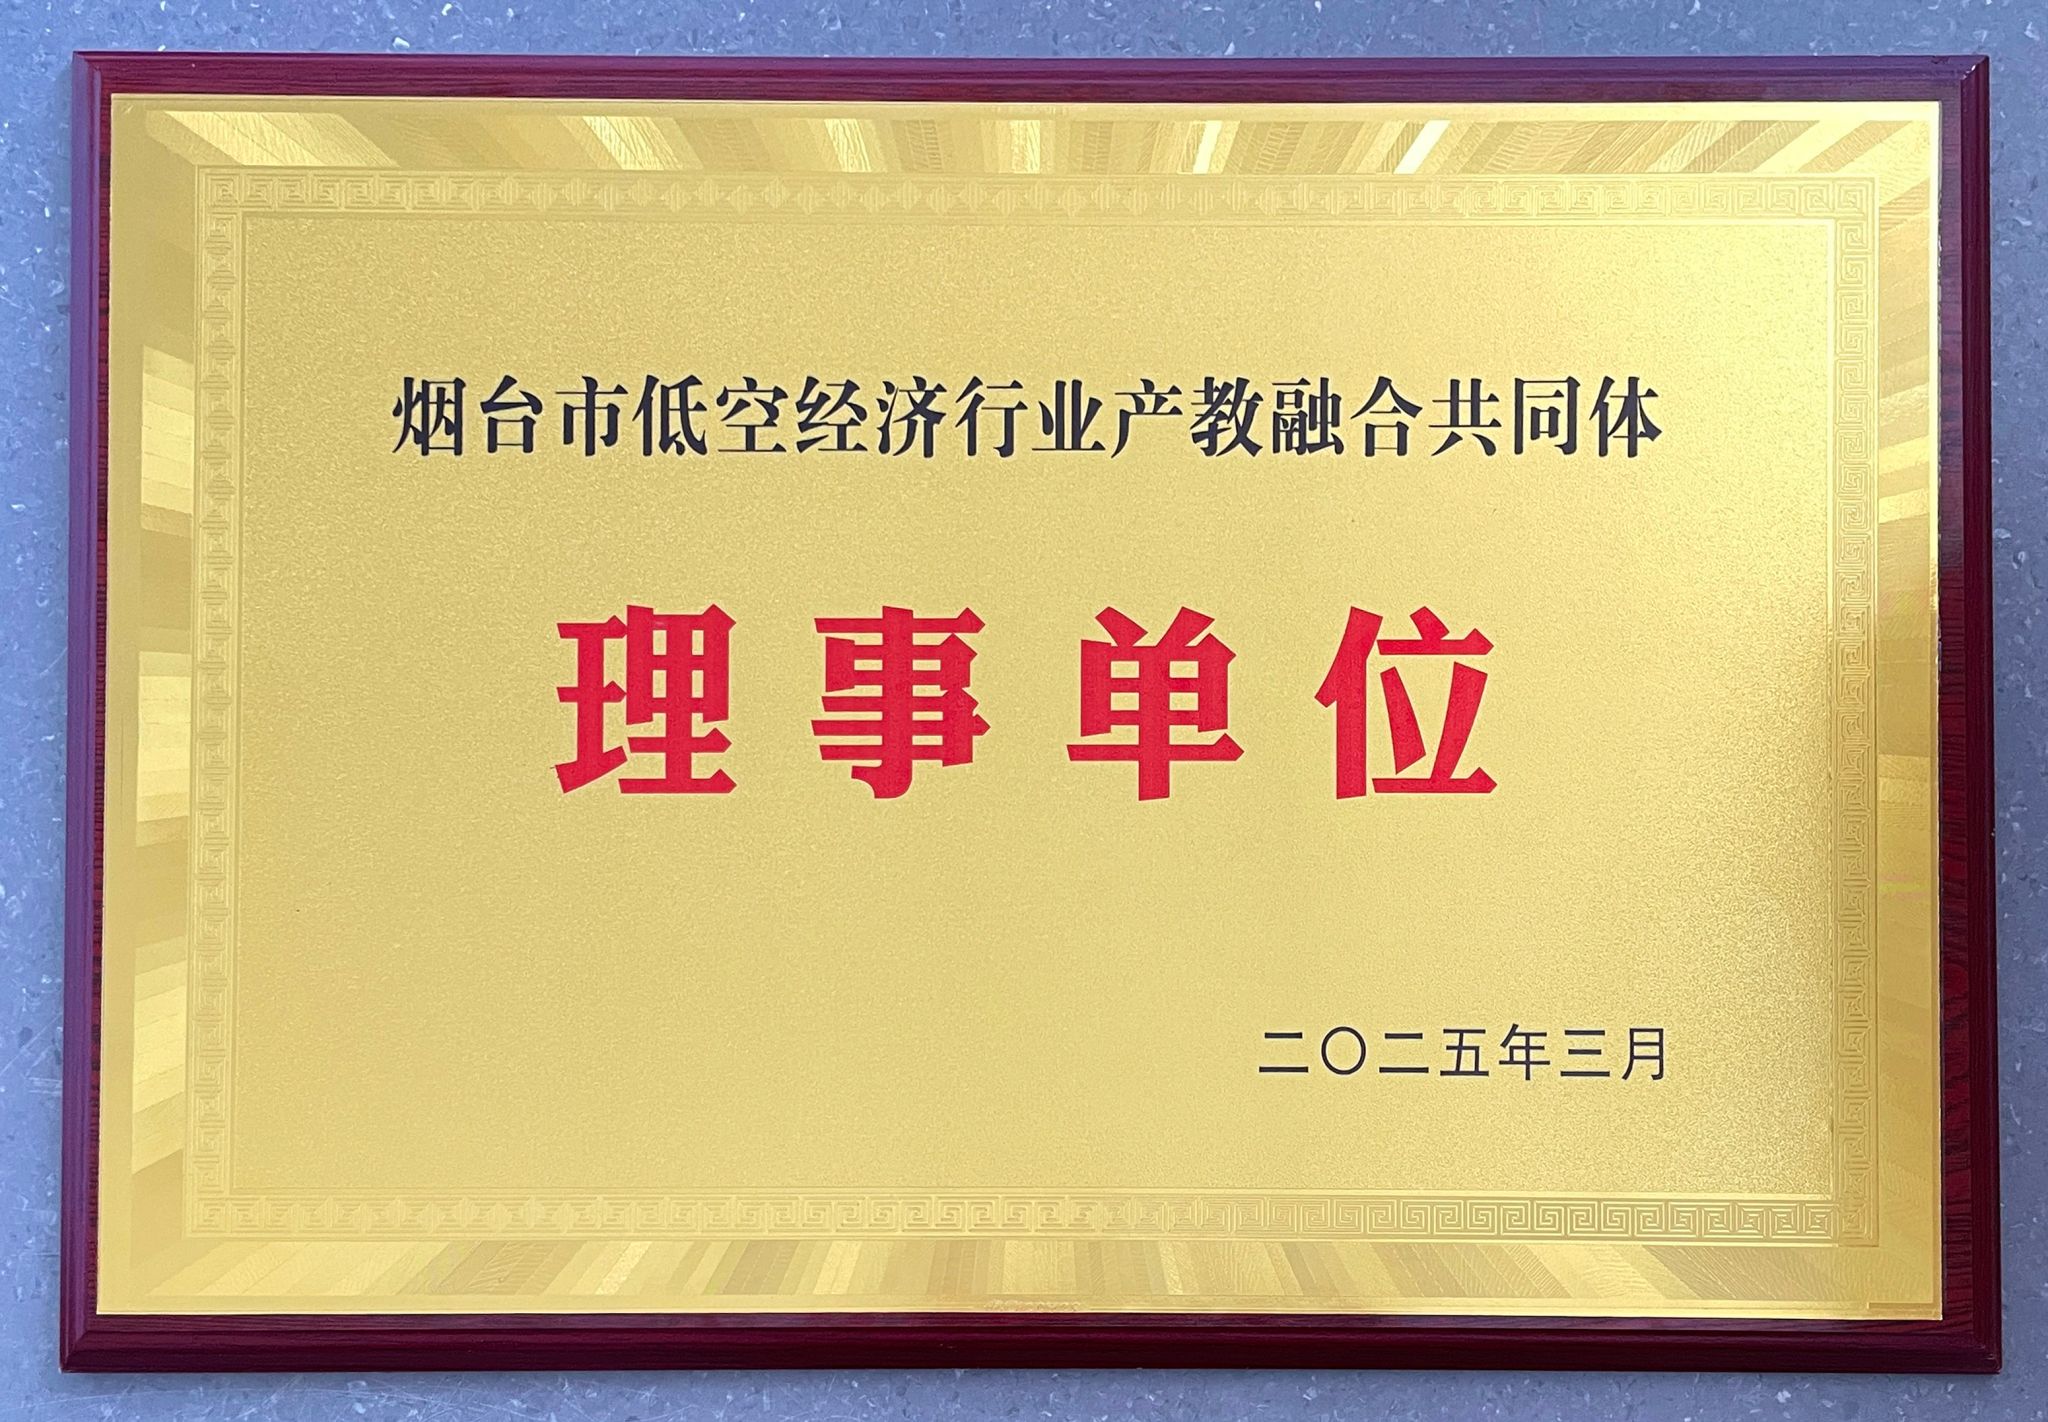 烟台市低空经济行业产教融合共同体
理事单位
二〇二五年三月